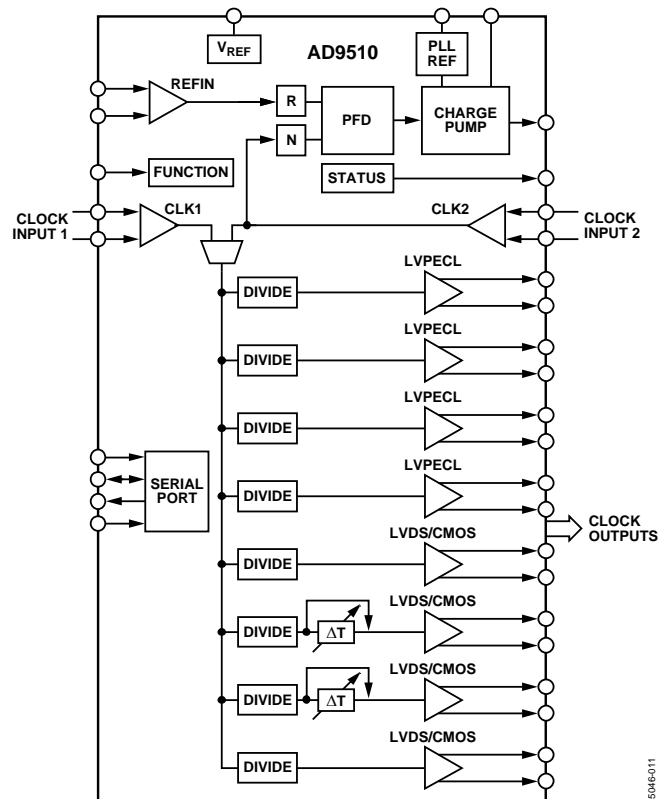 VREF
AD9510
PLL
REF
REFIN
R
N
PFD
CHARGE
PUMP
FUNCTION
STATUS
CLOCK
INPUT 1
CLK1
CLK2
CLOCK
INPUT 2
LVPECL
DIVIDE
LVPECL
DIVIDE
LVPECL
DIVIDE
LVPECL
DIVIDE
SERIAL
PORT
CLOCK
OUTPUTS
LVDS/CMOS
DIVIDE
LVDS/CMOS
DIVIDE
ΔT
LVDS/CMOS
DIVIDE
ΔT
LVDS/CMOS
DIVIDE
5046-011